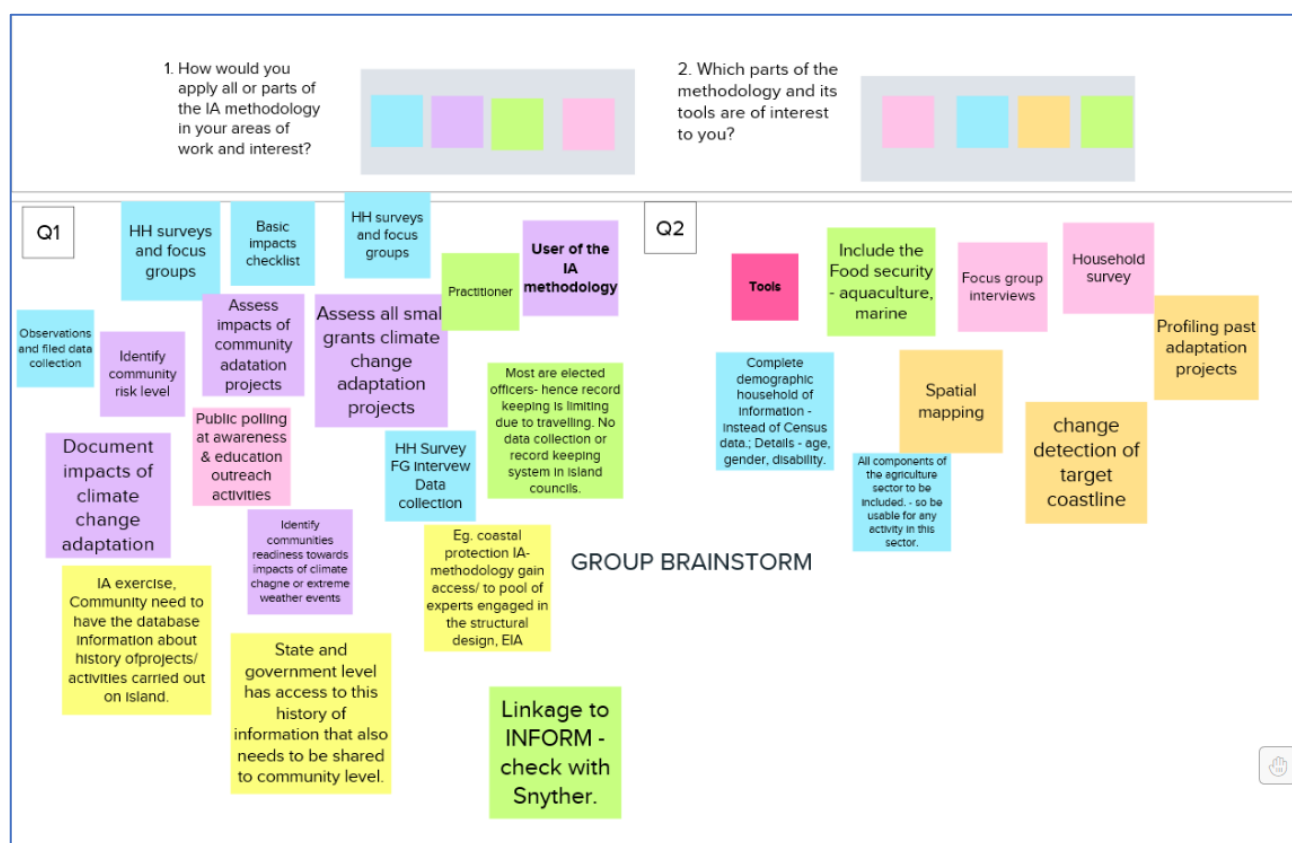 1. How would you
apply all or parts of
the IA methodology
in your areas of
work and interest?
2. Which parts of the
methodology and its
tools are of interest
to you?
Q1
HH surveys
and focus
groups
Basic
impacts
checklist
HH surveys
and focus
groups
Practitioner
User of the
IA
methodology
Observations
and filed data
collection
Identify
community
risk level
Assess
impacts of
community
adatation
projects
Assess all small
grants climate
change
adaptation
projects
Most are elected
officers- hence record
keeping is limiting
due to travelling. No
data collection or
record keeping
system in island
councils.
Document
impacts of
climate
change
adaptation
Public polling
at awareness
& education
outreach
activities
HH Survey
FG intervew
Data
collection
Identify
communities
readiness towards
impacts of climate
chagne or extreme
weather events
Eg. coastal
protection IA-
methodology gain
access/ to pool of
experts engaged in
the structural
design, EIA
IA exercise,
Community need to
have the database
information about
history ofprojects/
activities carried out
on island.
State and
government level
has access to this
history of
information that also
needs to be shared
to community level.
Linkage to
INFORM -
check with
Snyther.
GROUP BRAINSTORM
Q2
Tools
Include the
Food security
- aquaculture,
marine
Focus group
interviews
Household
survey
Profiling past
adaptation
projects
Complete
demographic
household of
information -
instead of Census
data.; Details - age,
gender, disability.
Spatial
mapping
change
detection of
target
coastline
All components of
the agriculture
sector to be
included. - so be
usable for any
activity in this
sector.